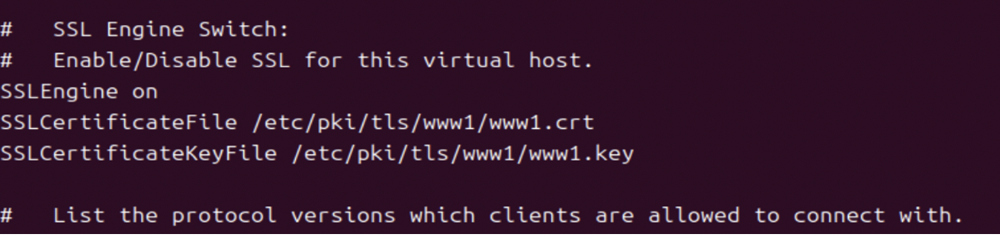 #   SSL Engine Switch:
#   Enable/Disable SSL for this virtual host.
SSLEngine on
SSLCertificateFile /etc/pki/tls/www1/www1.crt
SSLCertificateKeyFile /etc/pki/tls/www1/www1.key
#   List the protocol versions which clients are allowed to connect with.